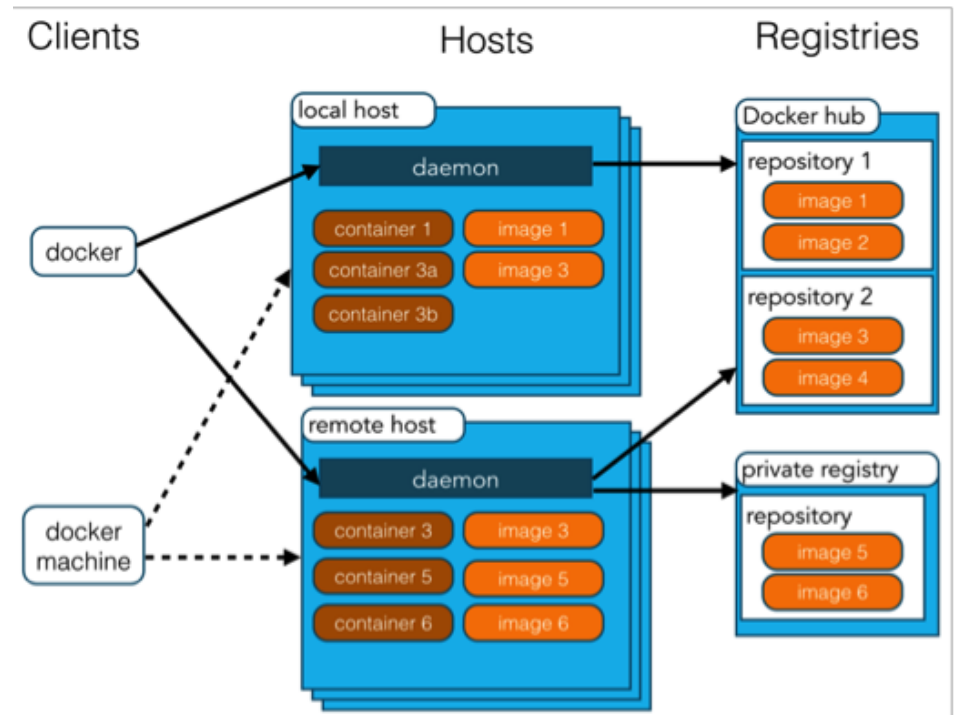 Clients
Hosts
Registries
docker
docker
machine
local host
daemon
container 1
image 1
container 3a
image 3
container 3b
remote host
daemon
container 3
image 3
container 5
image 5
container 6
image 6
Docker hub
repository 1
image 1
image 2
repository 2
image 3
image 4
private registry
repository
image 5
image 6